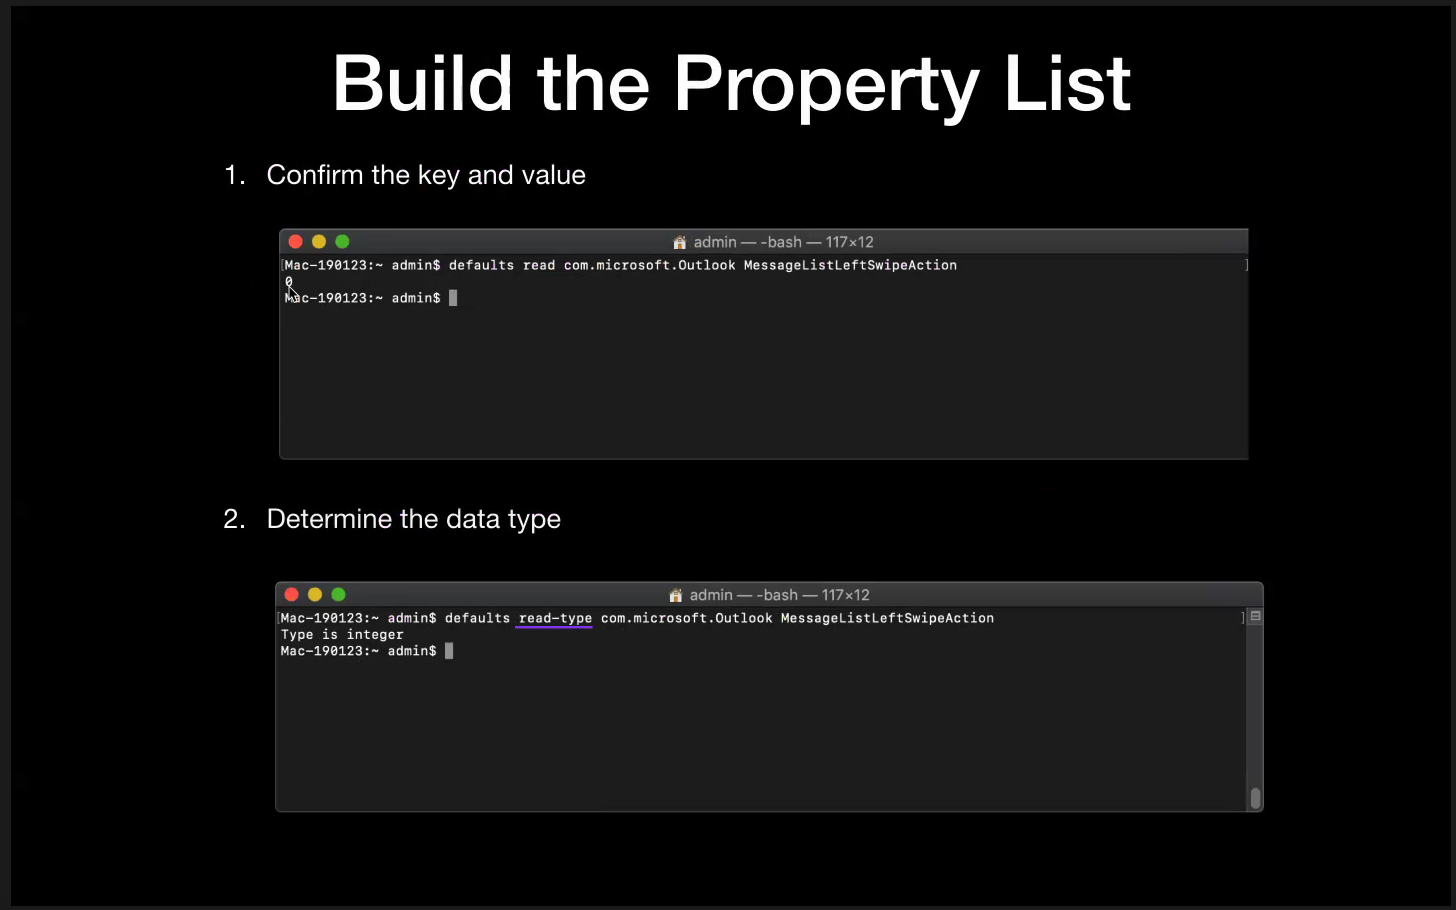 Build the Property List
1. Confirm the key and value
admin — -bash — 117×12
[Mac-190123:~ admin$ defaults read com.microsoft.Outlook MessageListLeftSwipeAction ]
0
Mac-190123:~ admin$
2. Determine the data type
admin — -bash — 117×12
[Mac-190123:~ admin$ defaults read-type com.microsoft.Outlook MessageListLeftSwipeAction ]
Type is integer
Mac-190123:~ admin$